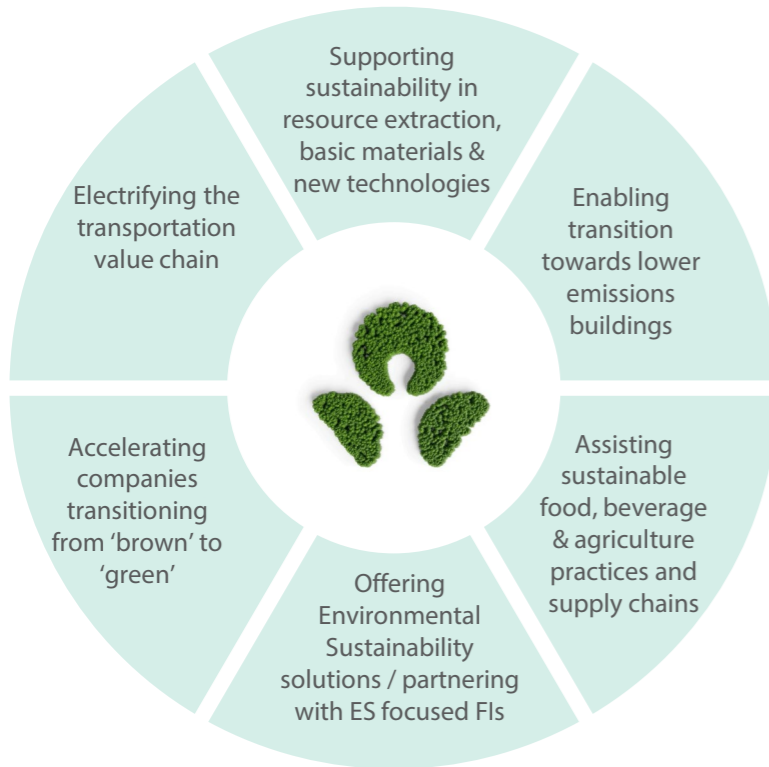 Supporting
sustainability in
resource extraction,
basic materials &
new technologies
Enabling
transition
towards lower
emissions
buildings
Assisting
sustainable
food, beverage
& agriculture
practices and
supply chains
Offering
Environmental
Sustainability
solutions / partnering
with ES focused FIs
Accelerating
companies
transitioning
from ‘brown’ to
‘green’
Electrifying the
transportation
value chain